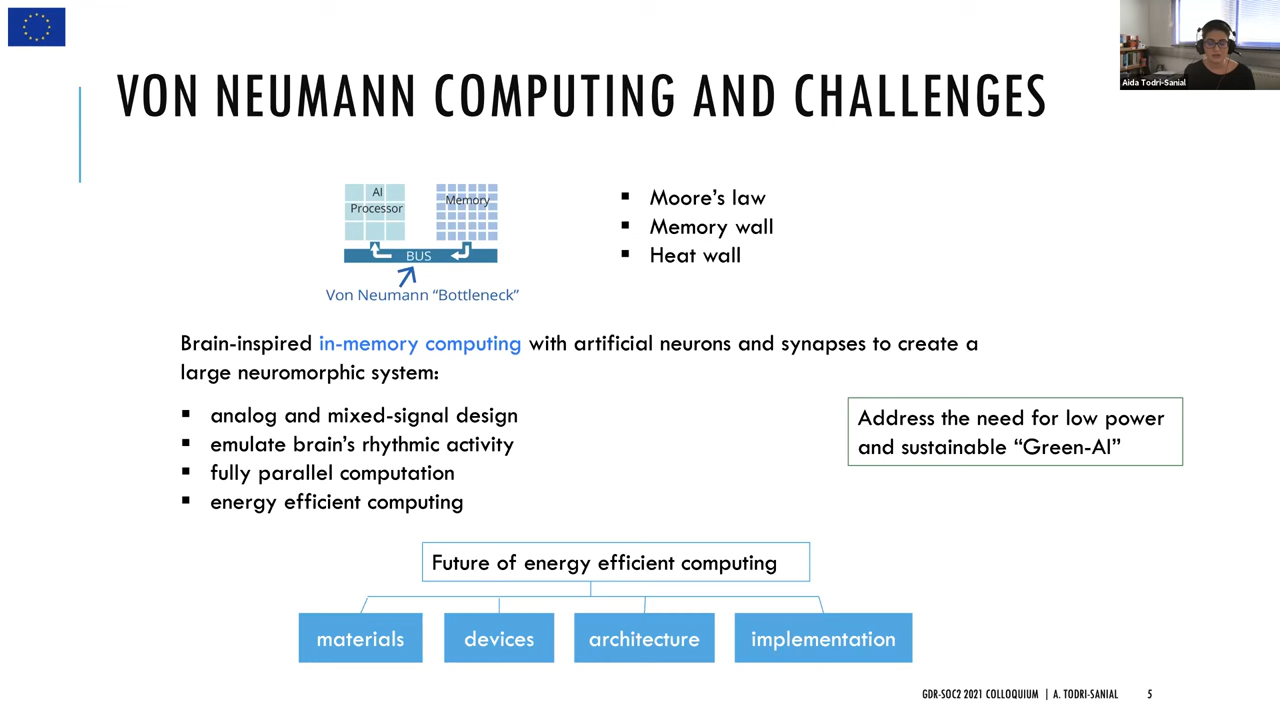 Aida Todri-Sanial
VON NEUMANN COMPUTING AND CHALLENGES
AI
Processor
Memory
BUS
Von Neumann “Bottleneck”
▪ Moore’s law
▪ Memory wall
▪ Heat wall
Brain-inspired in-memory computing with artificial neurons and synapses to create a
large neuromorphic system:
▪ analog and mixed-signal design
▪ emulate brain’s rhythmic activity
▪ fully parallel computation
▪ energy efficient computing
Address the need for low power
and sustainable “Green-AI”
Future of energy efficient computing
materials
devices
architecture
implementation
GDR-SOC2 2021 COLLOQUIUM | A. TODRI-SANIAL 5